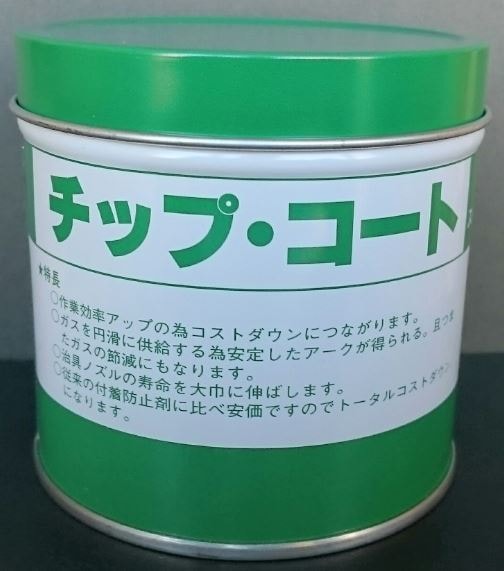 チップ・コート
★特長
○作業効率アップの為コストダウンにつながります。
○ガスを円滑に供給する為安定したアークが得られる。且つま
たガスの節減にもなります。
○治具ノズルの寿命を大巾に伸ばします。
○従来の付着防止剤に比べ安価ですのでトータルコストダウン
になります。